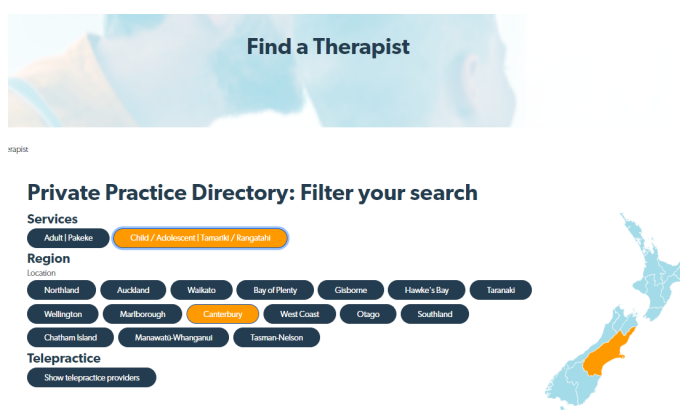 Find a Therapist
erapist
Private Practice Directory: Filter your search
Services
Adult | Pakeke Child / Adolescent | Tamariki / Rangatahi
Region
Location
Northland Auckland Waikato Bay of Plenty Gisborne Hawke's Bay Taranaki
Wellington Marlborough Canterbury West Coast Otago Southland
Chatham Island Manawatū-Whanganui Tasman-Nelson
Telepractice
Show telepractice providers